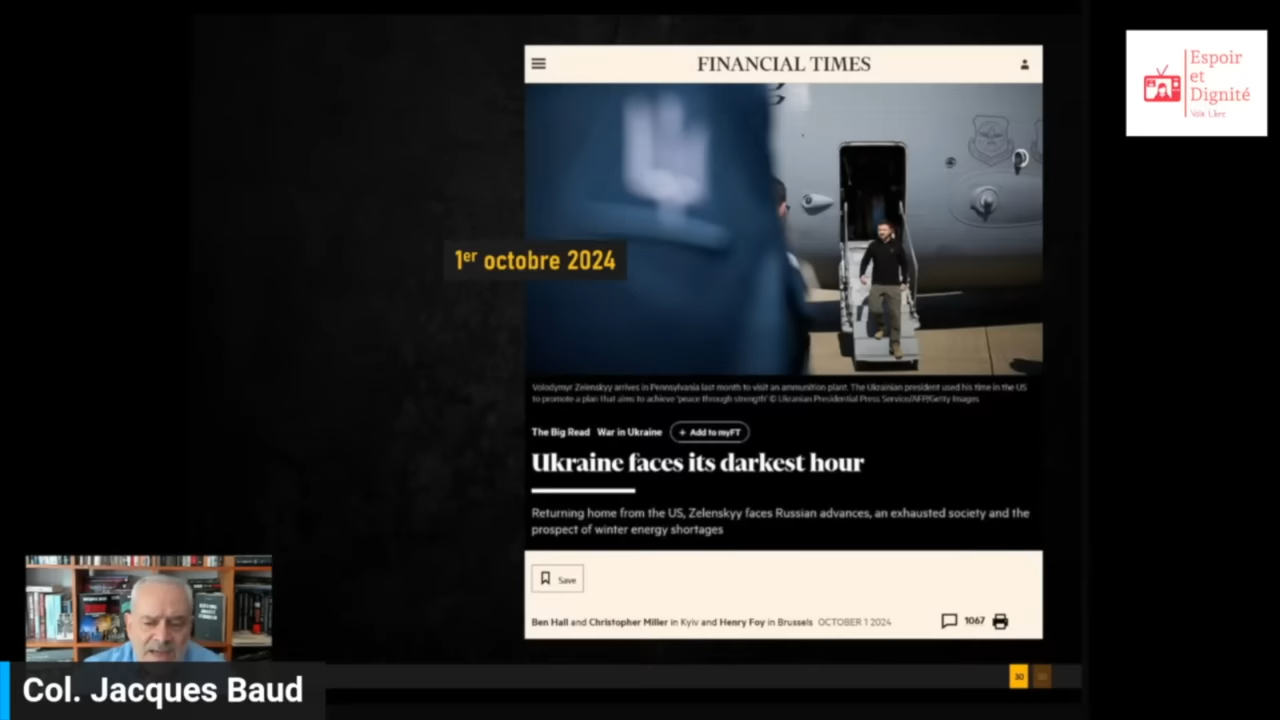 FINANCIAL TIMES
Espoir
et
Dignité
1er octobre 2024
Volodymyr Zelenskyy arrives in Pennsylvania last month to visit an ammunition plant. The Ukrainian president used his time in the US
to promote a plan that aims to achieve 'peace through strength' © Ukrainian Presidential Press Service/AFP/Getty Images
The Big Read War in Ukraine + Add to myFT
Ukraine faces its darkest hour
Returning home from the US, Zelenskyy faces Russian advances, an exhausted society and the
prospect of winter energy shortages
Save
Ben Hall and Christopher Miller in Kyiv and Henry Foy in Brussels OCTOBER 1 2024
1067
30
Col. Jacques Baud